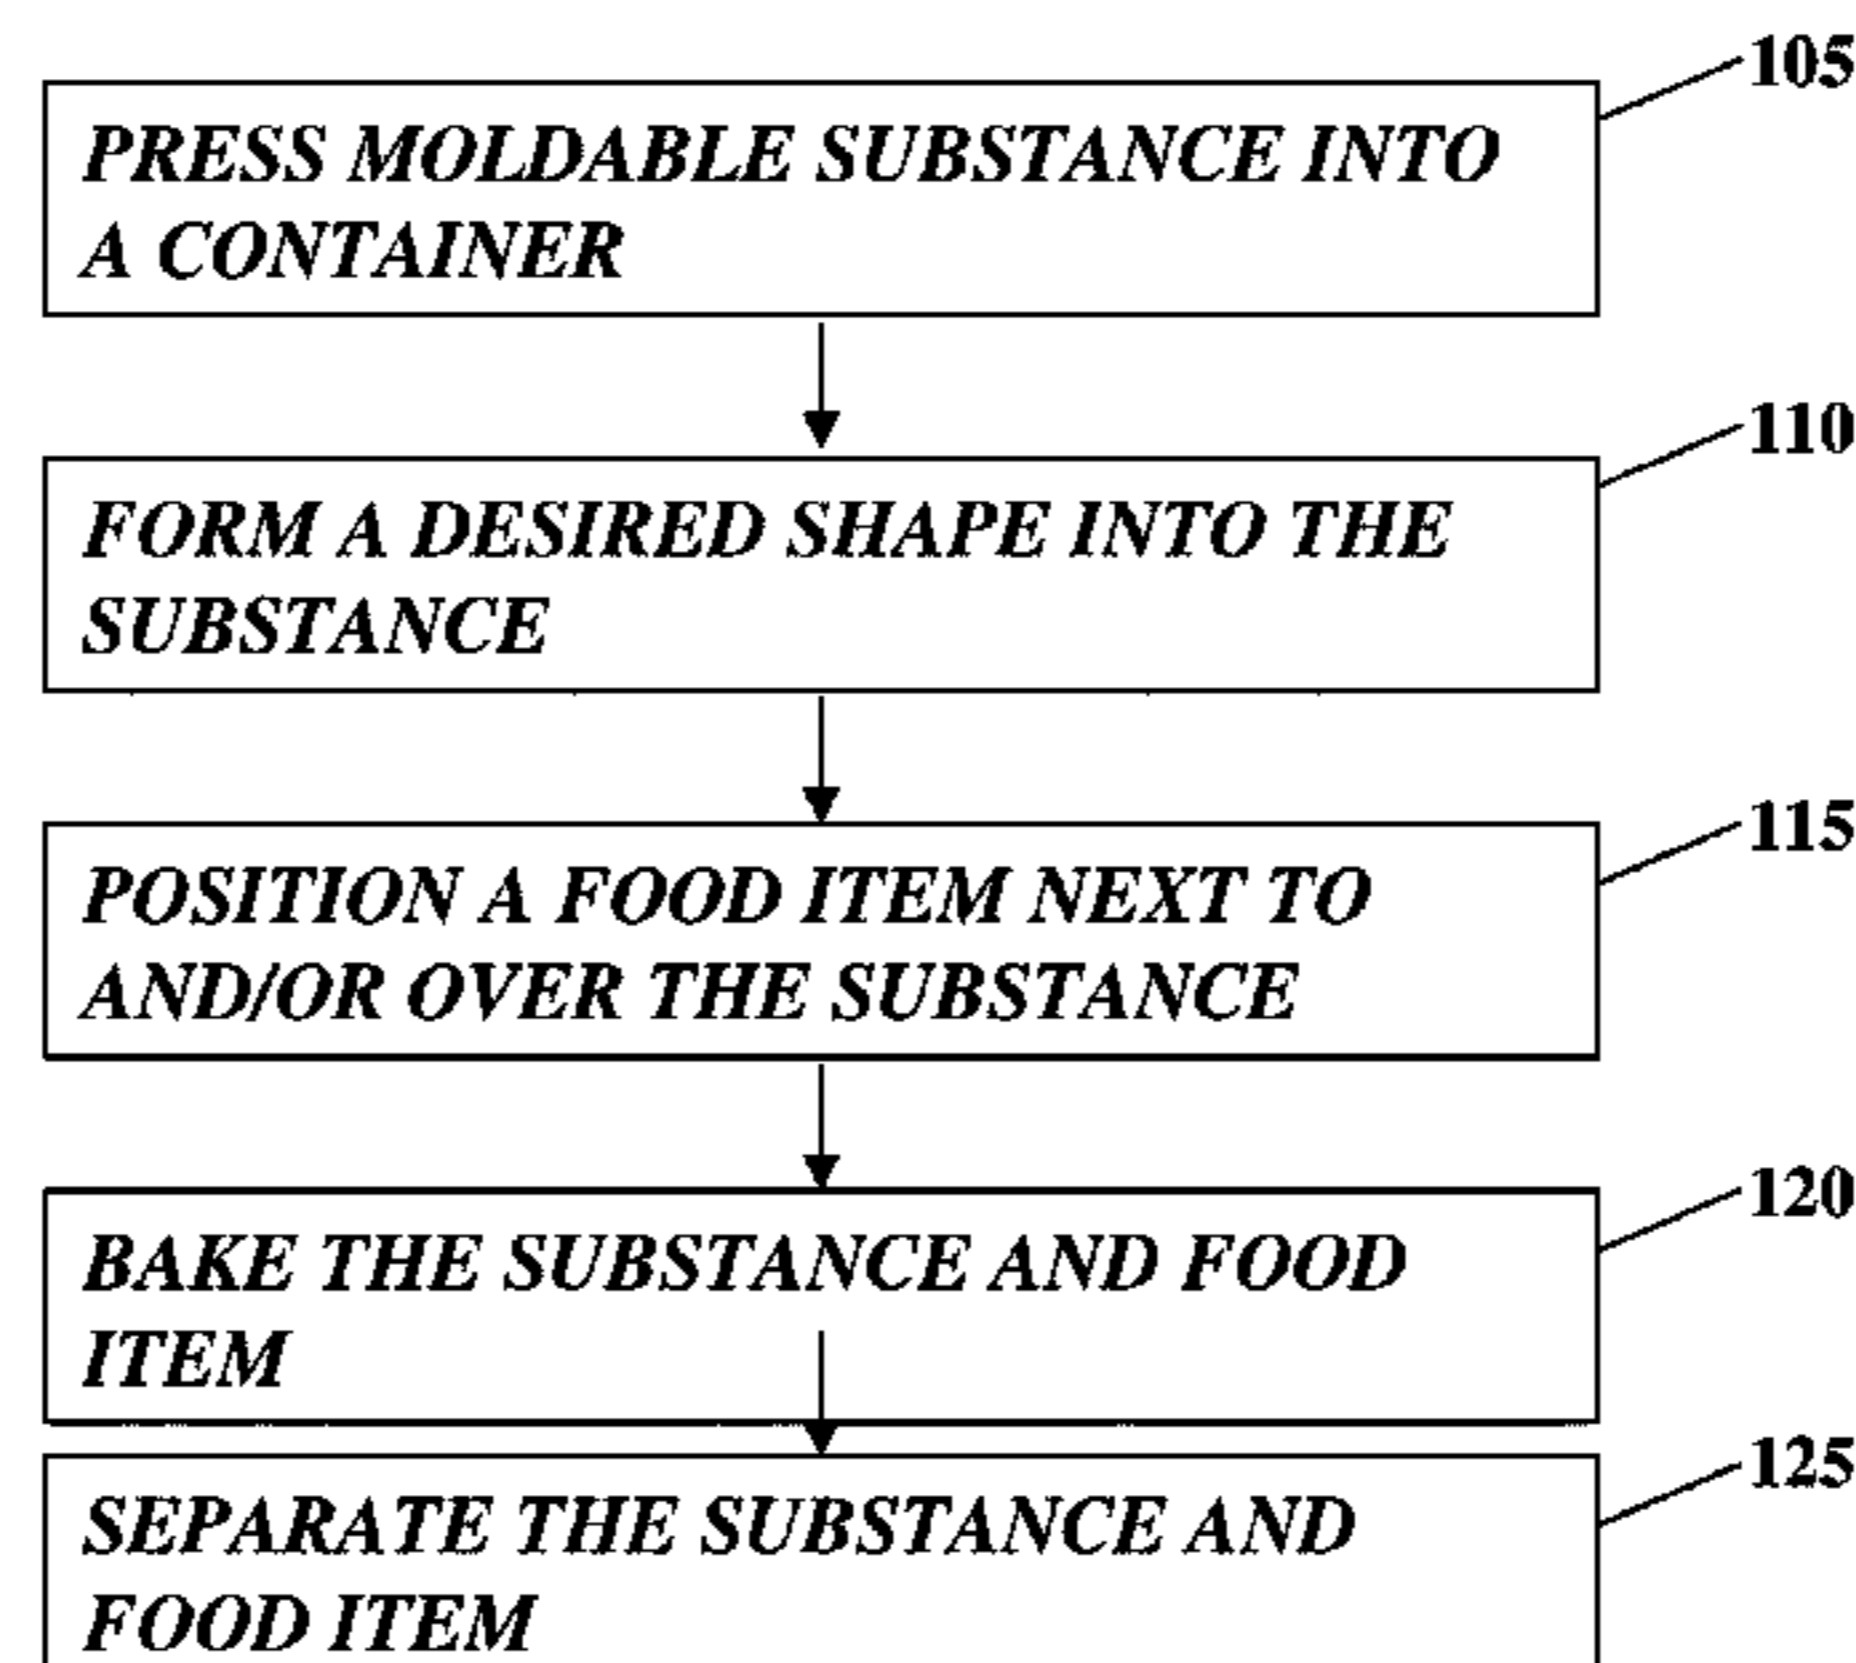 105
PRESS MOLDABLE SUBSTANCE INTO
A CONTAINER
110
FORM A DESIRED SHAPE INTO THE
SUBSTANCE
115
POSITION A FOOD ITEM NEXT TO
AND/OR OVER THE SUBSTANCE
120
BAKE THE SUBSTANCE AND FOOD
ITEM
125
SEPARATE THE SUBSTANCE AND
FOOD ITEM